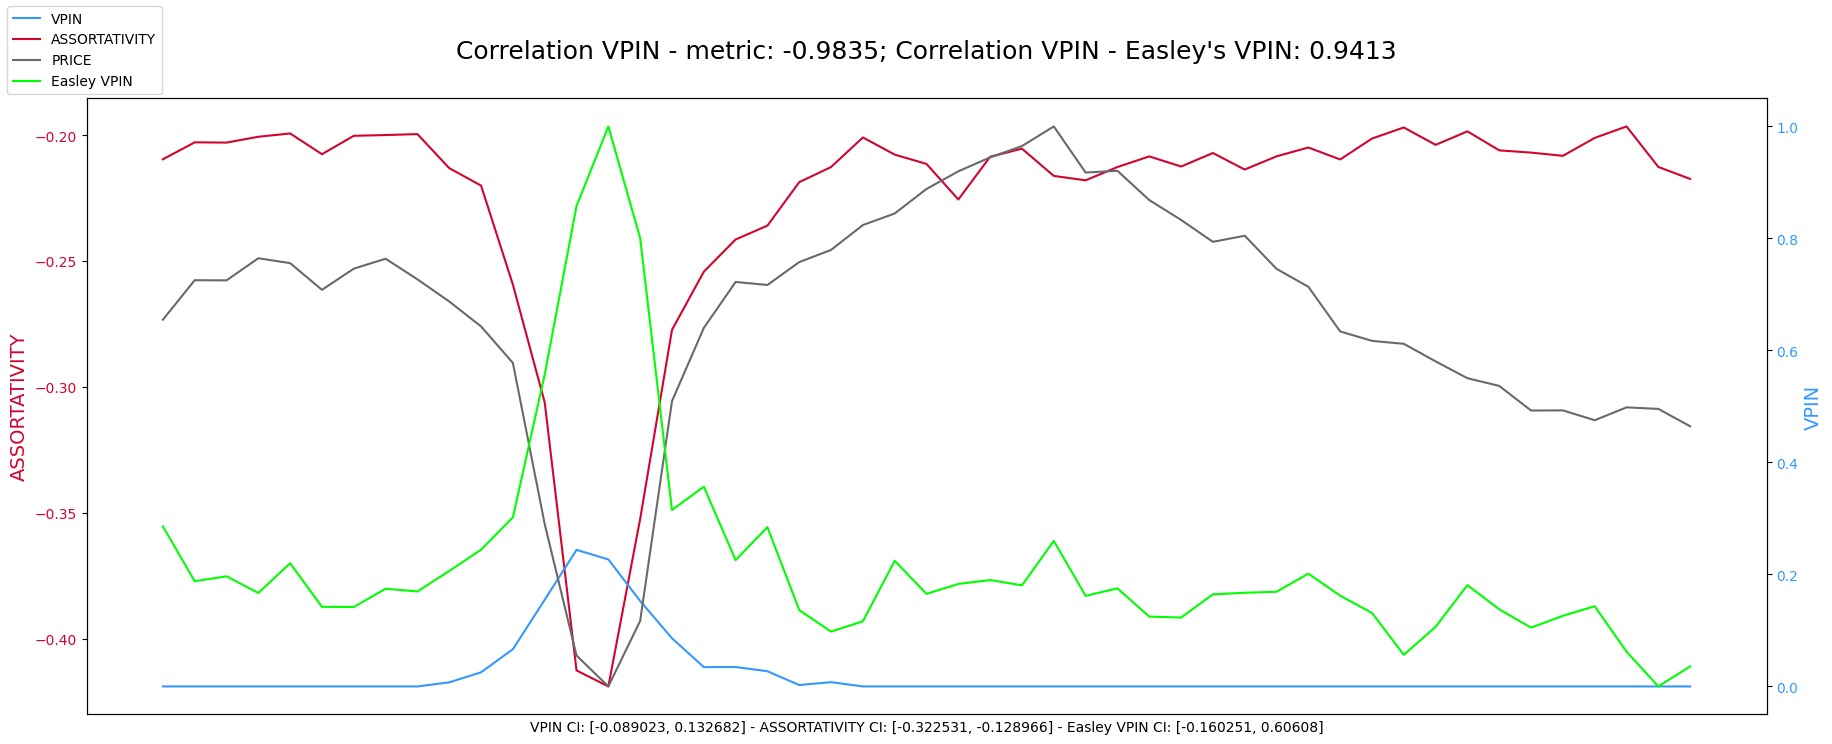 VPIN
ASSORTATIVITY
PRICE
Easley VPIN
Correlation VPIN - metric: -0.9835; Correlation VPIN - Easley's VPIN: 0.9413
ASSORTATIVITY
−0.20
−0.25
−0.30
−0.35
−0.40
1.0
0.8
0.6
0.4
0.2
0.0
VPIN
VPIN CI: [-0.089023, 0.132682] - ASSORTATIVITY CI: [-0.322531, -0.128966] - Easley VPIN CI: [-0.160251, 0.60608]